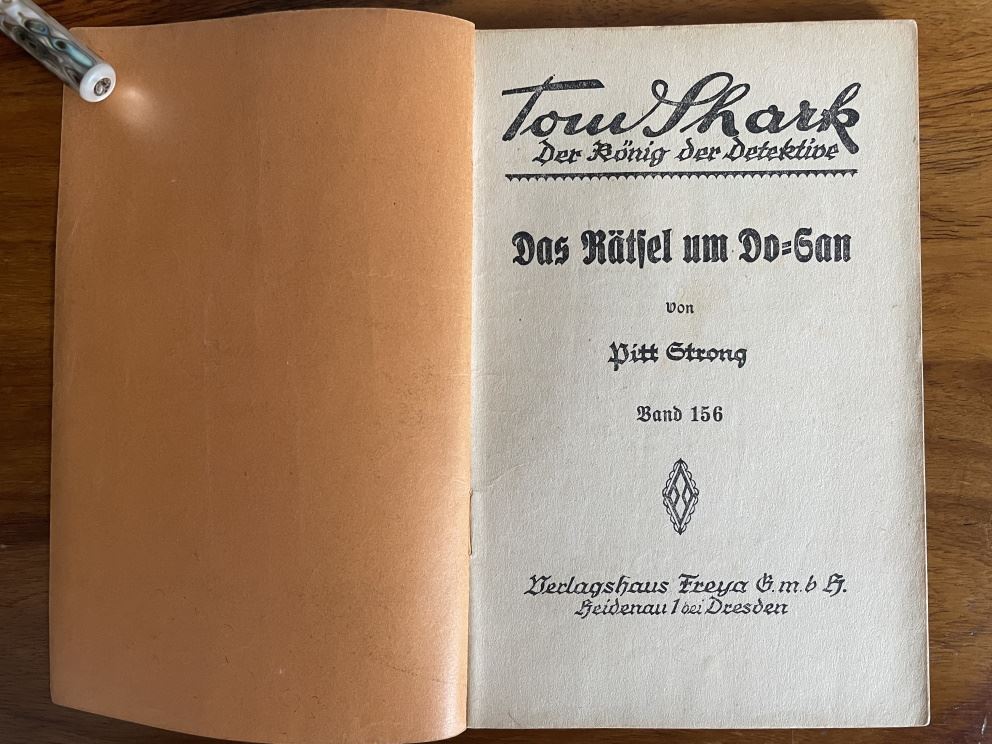 Tom Shark
Der König der Detektive
Das Rätsel um Do=San
von
Pitt Strong
Band 156
Verlagshaus Freya G.m.b H.
Heidenau 1 bei Dresden